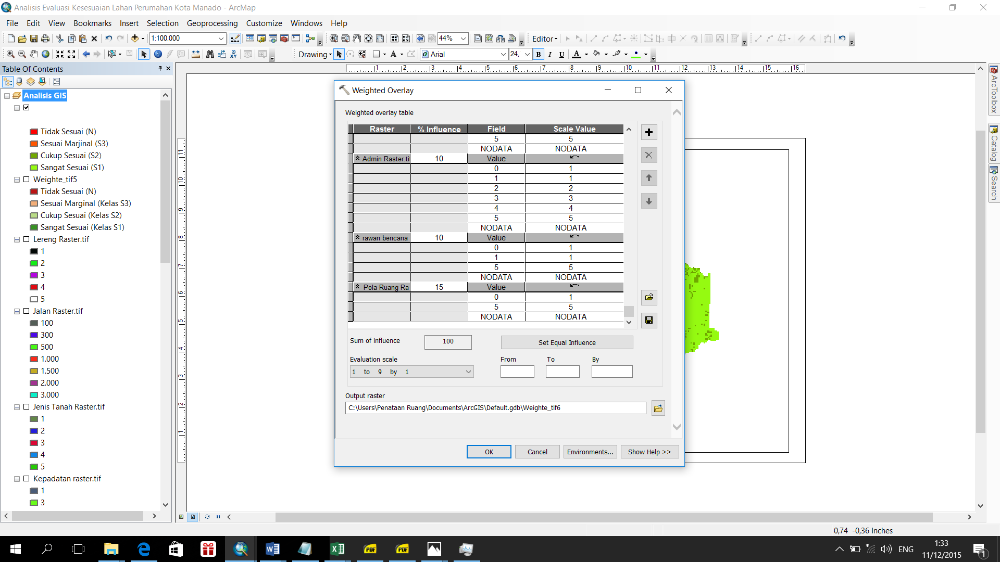 Analisis Evaluasi Kesesuaian Lahan Perumahan Kota Manado - ArcMap
File Edit View Bookmarks Insert Selection Geoprocessing Customize Windows Help
1:100.000
44%
Editor
Drawing
Arial
24,
B I U A
Table Of Contents
Analisis GIS
Tidak Sesuai (N)
Sesuai Marjinal (S3)
Cukup Sesuai (S2)
Sangat Sesuai (S1)
Weighte_tif5
Tidak Sesuai (N)
Sesuai Marginal (Kelas S3)
Cukup Sesuai (Kelas S2)
Sangat Sesuai (Kelas S1)
Lereng Raster.tif
1
2
3
4
5
Jalan Raster.tif
100
300
500
1.000
1.500
2.000
3.000
Jenis Tanah Raster.tif
1
2
3
4
5
Kepadatan raster.tif
1
3
1 2 3 4 5 6 7 8 9 10 11 12 13 14 15 16
11
10
9
8
7
6
5
4
3
2
1
Weighted Overlay
Weighted overlay table
Raster % Influence Field Scale Value
5 5
NODATA NODATA
Admin Raster.tif 10 Value
0 1
1 1
2 2
3 3
4 4
5 5
NODATA NODATA
rawan bencana 10 Value
0 1
1 1
5 5
NODATA NODATA
Pola Ruang Ra 15 Value
0 1
5 5
NODATA NODATA
Sum of influence 100 Set Equal Influence
Evaluation scale From To By
1 to 9 by 1
Output raster
C:\Users\Penataan Ruang\Documents\ArcGIS\Default.gdb\Weighte_tif6
OK Cancel Environments... Show Help >>
ArcToolbox
Catalog
Search
0,74 -0,36 Inches
PDF
PDF
ENG
1:33
11/12/2015
1